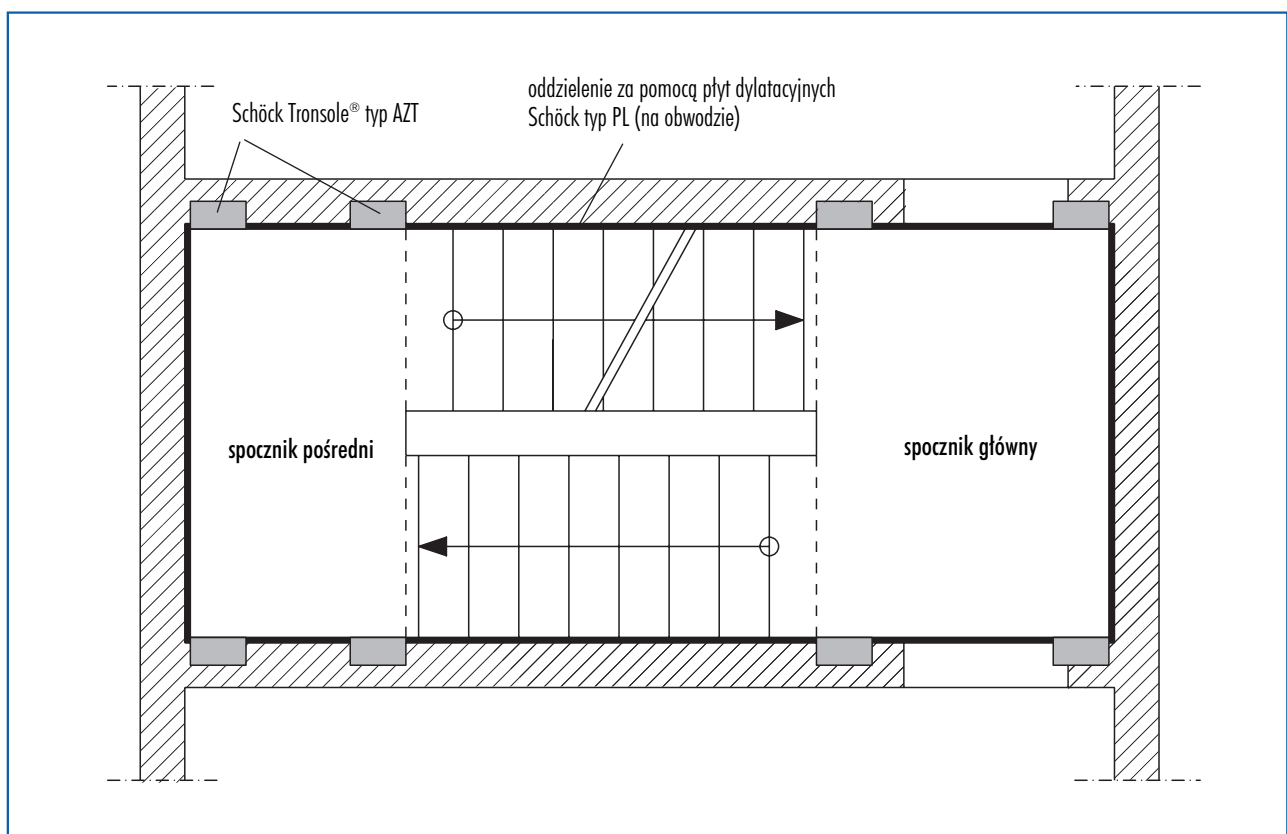 Schöck Tronsole® typ AZT
oddzielenie za pomocą płyt dylatacyjnych
Schöck typ PL (na obwodzie)
spocznik pośredni
spocznik główny